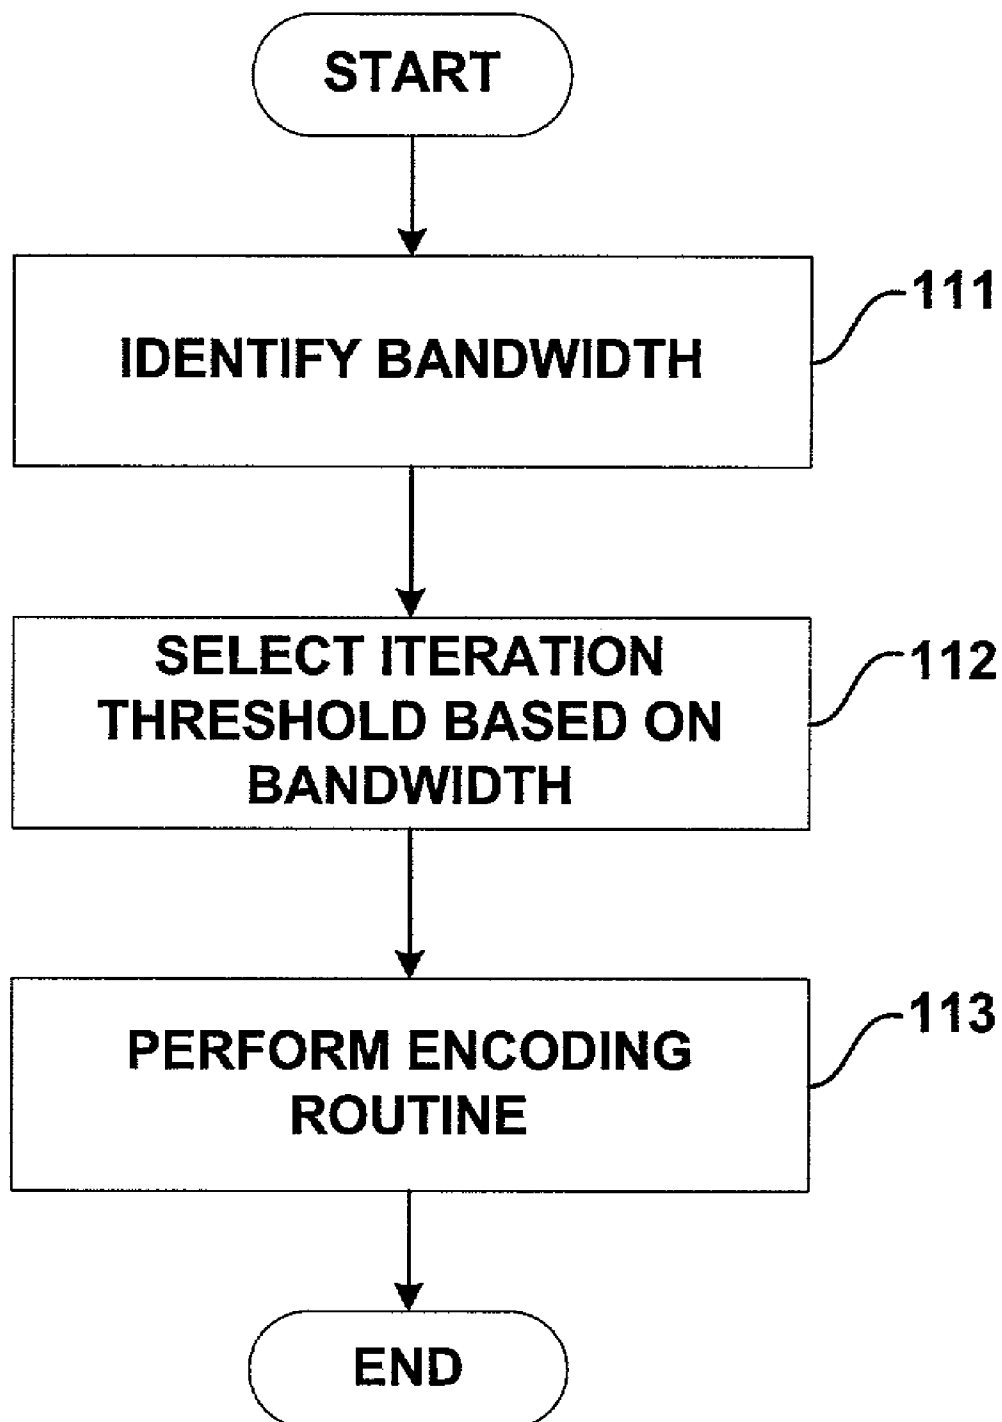 START
IDENTIFY BANDWIDTH
111
SELECT ITERATION
THRESHOLD BASED ON
BANDWIDTH
112
PERFORM ENCODING
ROUTINE
113
END